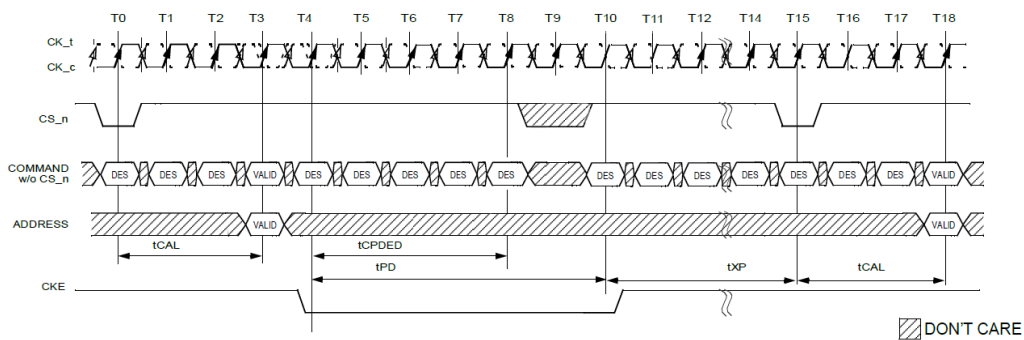 T0 T1 T2 T3 T4 T5 T6 T7 T8 T9 T10 T11 T12 T14 T15 T16 T17 T18
CK_t
CK_c
CS_n
COMMAND
w/o CS_n
DES DES DES VALID DES DES DES DES DES DES DES DES DES DES DES DES VALID
ADDRESS
VALID VALID
tCAL tCPDED
tPD tXP tCAL
CKE
DON'T CARE